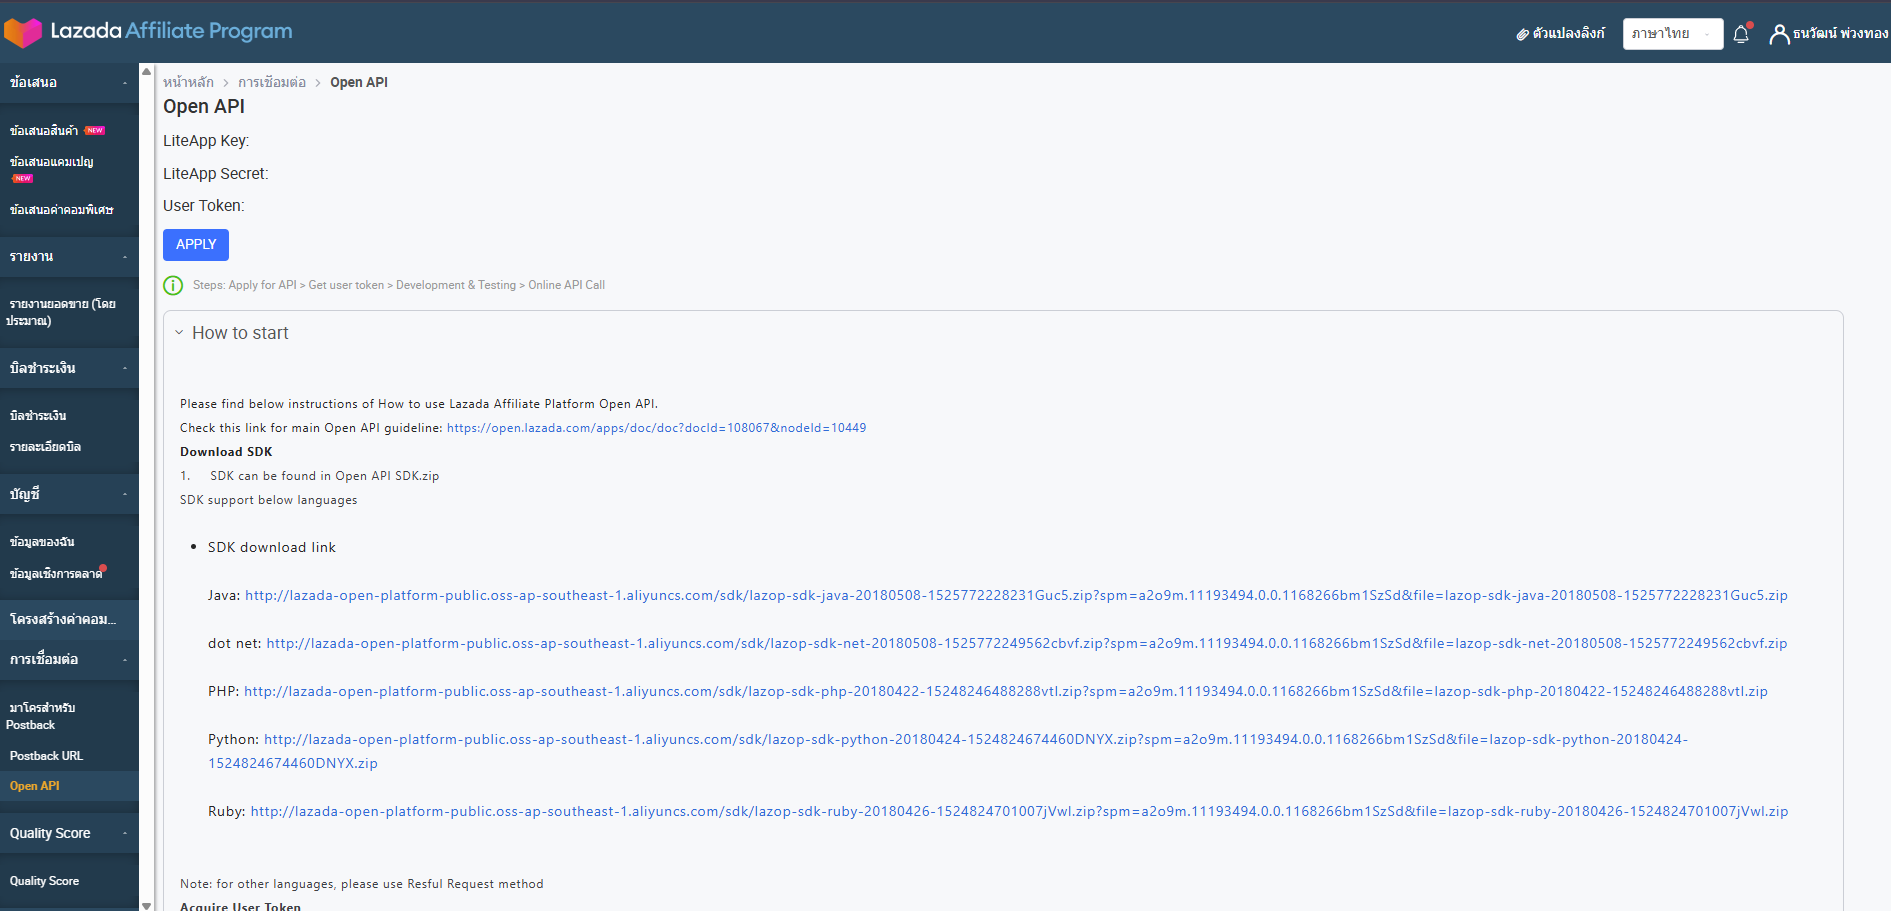 Lazada Affiliate Program
ตัวแปลงลิงก์
ภาษาไทย
ธนวัฒน์ พ่วงทอง
ข้อเสนอ
ข้อเสนอสินค้า NEW
ข้อเสนอแคมเปญ
NEW
ข้อเสนอค่าคอมพิเศษ
รายงาน
รายงานยอดขาย (โดย
ประมาณ)
บิลชำระเงิน
บิลชำระเงิน
รายละเอียดบิล
บัญชี
ข้อมูลของฉัน
ข้อมูลเชิงการตลาด
โครงสร้างค่าคอม...
การเชื่อมต่อ
มาโครสำหรับ
Postback
Postback URL
Open API
Quality Score
Quality Score
หน้าหลัก > การเชื่อมต่อ > Open API
Open API
LiteApp Key:
LiteApp Secret:
User Token:
APPLY
Steps: Apply for API > Get user token > Development & Testing > Online API Call
How to start
Please find below instructions of How to use Lazada Affiliate Platform Open API.
Check this link for main Open API guideline: https://open.lazada.com/apps/doc/doc?docId=108067&nodeId=10449
Download SDK
1. SDK can be found in Open API SDK.zip
SDK support below languages
• SDK download link
Java: http://lazada-open-platform-public.oss-ap-southeast-1.aliyuncs.com/sdk/lazop-sdk-java-20180508-1525772228231Guc5.zip?spm=a2o9m.11193494.0.0.1168266bm1SzSd&file=lazop-sdk-java-20180508-1525772228231Guc5.zip
dot net: http://lazada-open-platform-public.oss-ap-southeast-1.aliyuncs.com/sdk/lazop-sdk-net-20180508-1525772249562cbvf.zip?spm=a2o9m.11193494.0.0.1168266bm1SzSd&file=lazop-sdk-net-20180508-1525772249562cbvf.zip
PHP: http://lazada-open-platform-public.oss-ap-southeast-1.aliyuncs.com/sdk/lazop-sdk-php-20180422-15248246488288vtl.zip?spm=a2o9m.11193494.0.0.1168266bm1SzSd&file=lazop-sdk-php-20180422-15248246488288vtl.zip
Python: http://lazada-open-platform-public.oss-ap-southeast-1.aliyuncs.com/sdk/lazop-sdk-python-20180424-1524824674460DNYX.zip?spm=a2o9m.11193494.0.0.1168266bm1SzSd&file=lazop-sdk-python-20180424-
1524824674460DNYX.zip
Ruby: http://lazada-open-platform-public.oss-ap-southeast-1.aliyuncs.com/sdk/lazop-sdk-ruby-20180426-1524824701007jVwl.zip?spm=a2o9m.11193494.0.0.1168266bm1SzSd&file=lazop-sdk-ruby-20180426-1524824701007jVwl.zip
Note: for other languages, please use Resful Request method
Acquire User Token